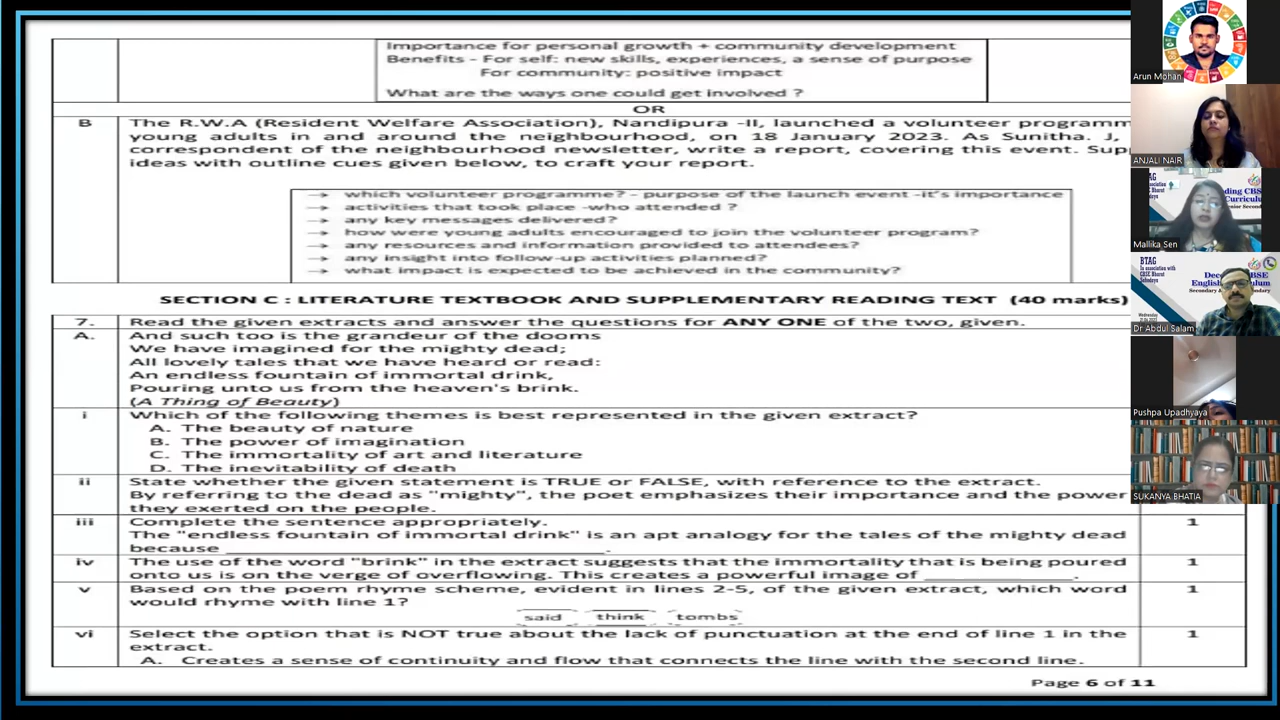 Importance for personal growth + community development
Benefits - For self: new skills, experiences, a sense of purpose
For community: positive impact
What are the ways one could get involved ?
OR
B The R.W.A (Resident Welfare Association), Nandipura -II, launched a volunteer
young adults in and around the neighbourhood, on 18 January 2023. As Sunitha. J,
correspondent of the neighbourhood newsletter, write a report, covering this event.
ideas with outline cues given below, to craft your report.
→ which volunteer programme? - purpose of the launch event -it's importance
→ activities that took place -who attended ?
→ any key messages delivered?
→ how were young adults encouraged to join the volunteer program?
→ any resources and information provided to attendees?
→ any insight into follow-up activities planned?
→ what impact is expected to be achieved in the community?
SECTION C : LITERATURE TEXTBOOK AND SUPPLEMENTARY READING TEXT (40 marks)
7. Read the given extracts and answer the questions for ANY ONE of the two, given.
A. And such too is the grandeur of the dooms
We have imagined for the mighty dead;
All lovely tales that we have heard or read:
An endless fountain of immortal drink,
Pouring unto us from the heaven's brink.
(A Thing of Beauty)
i Which of the following themes is best represented in the given extract?
A. The beauty of nature
B. The power of imagination
C. The immortality of art and literature
D. The inevitability of death
ii State whether the given statement is TRUE or FALSE, with reference to the extract.
By referring to the dead as "mighty", the poet emphasizes their importance and the power
they exerted on the people.
iii Complete the sentence appropriately. 1
The "endless fountain of immortal drink" is an apt analogy for the tales of the mighty dead
because ____________________.
iv The use of the word "brink" in the extract suggests that the immortality that is being poured 1
onto us is on the verge of overflowing. This creates a powerful image of ____________.
v Based on the poem rhyme scheme, evident in lines 2-5, of the given extract, which word 1
would rhyme with line 1?
said think tombs
vi Select the option that is NOT true about the lack of punctuation at the end of line 1 in the 1
extract.
A. Creates a sense of continuity and flow that connects the line with the second line.
Page 6 of 11
Arun Mohan
ANJALI NAIR
Mallika Sen
BTAG
In association with
CBSE Bharat
Sahodaya
Secondary
Wednesday
Dr Abdul Salam
Pushpa Upadhyaya
SUKANYA BHATIA